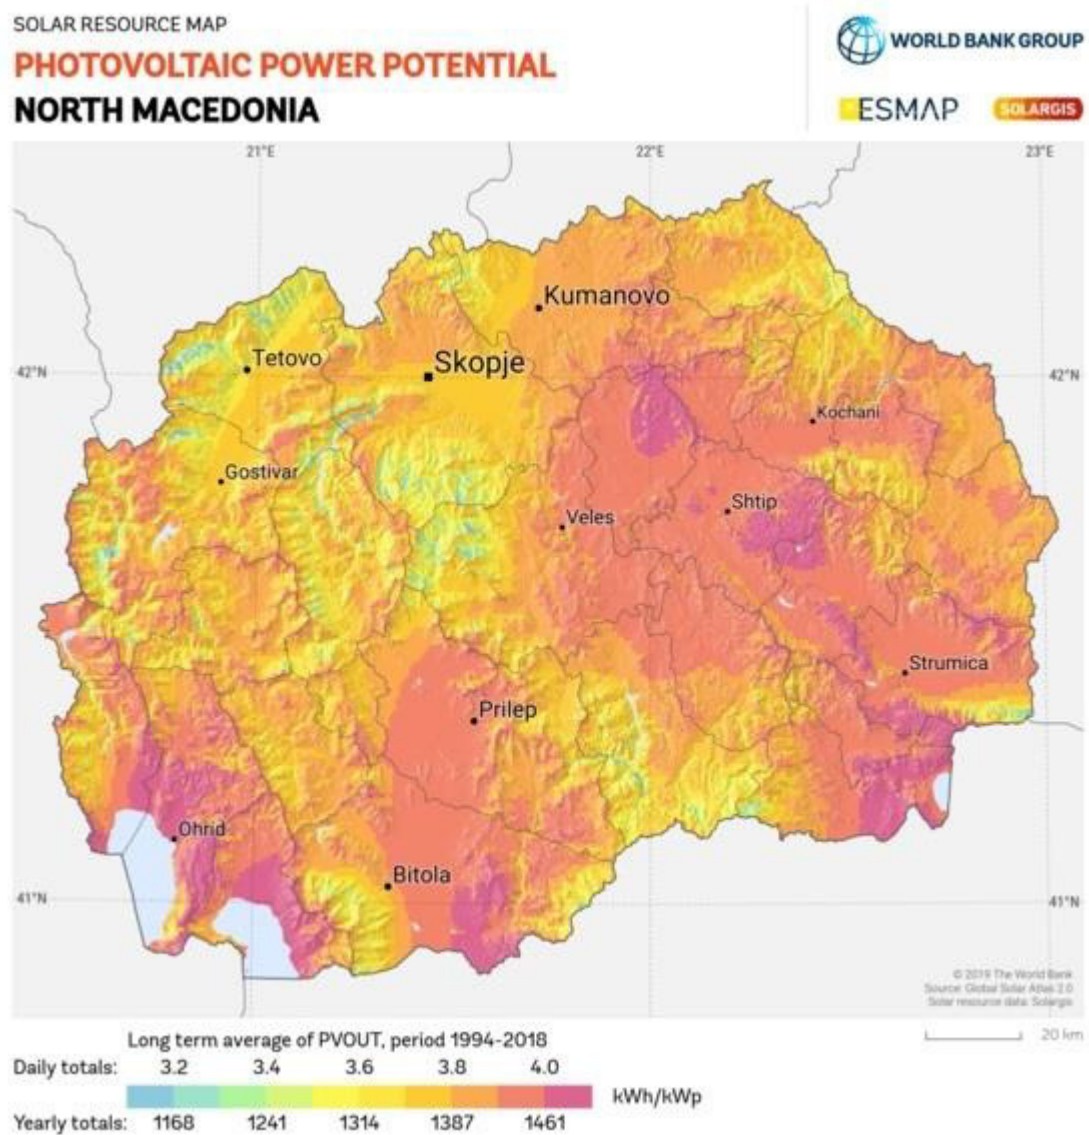 SOLAR RESOURCE MAP
PHOTOVOLTAIC POWER POTENTIAL
NORTH MACEDONIA
WORLD BANK GROUP
ESMAP
SOLARGIS
21°E 22°E 23°E
Kumanovo
Tetovo
Skopje
42°N 42°N
Kochani
Gostivar
Shtip
Veles
Strumica
Prilep
Ohrid
Bitola
41°N 41°N
© 2019 The World Bank
Source: Global Solar Atlas 2.0
Solar resource data: Solargis
20 km
Long term average of PVOUT, period 1994-2018
Daily totals: 3.2 3.4 3.6 3.8 4.0
kWh/kWp
Yearly totals: 1168 1241 1314 1387 1461